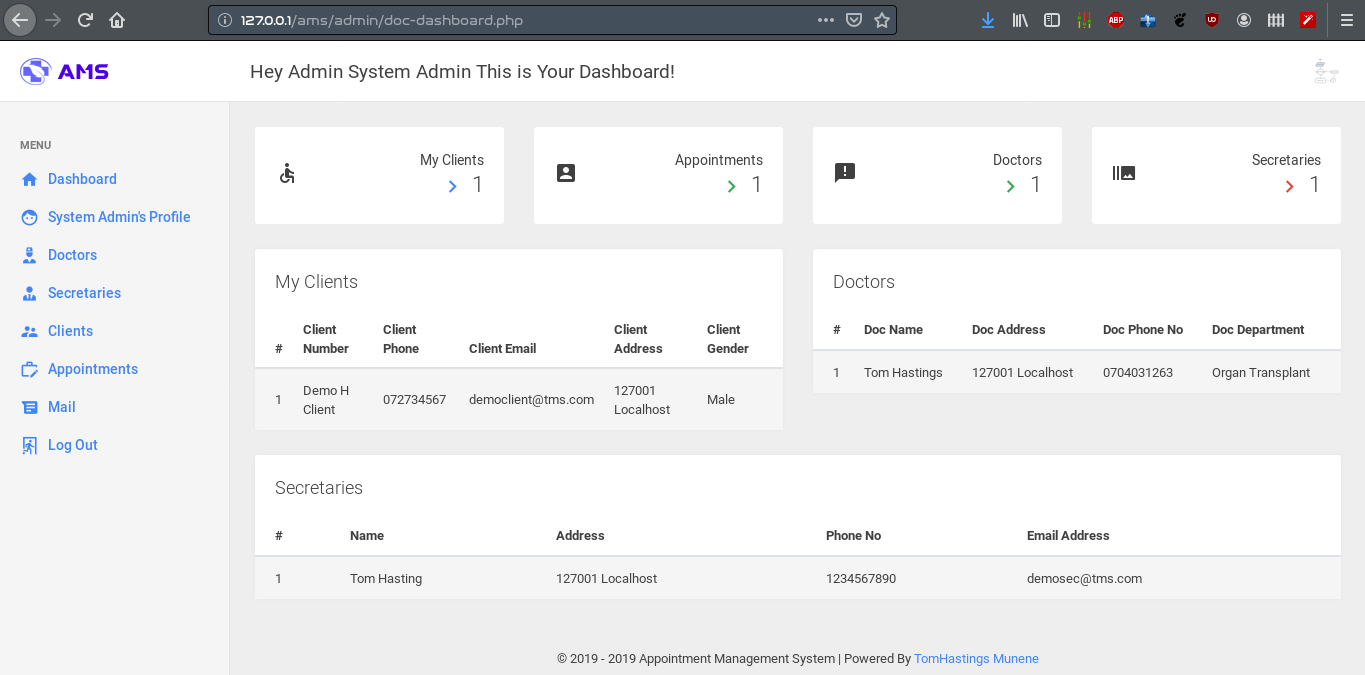 127.0.0.1/ams/admin/doc-dashboard.php
ABP
UD
AMS
Hey Admin System Admin This is Your Dashboard!
MENU
Dashboard
System Admin's Profile
Doctors
Secretaries
Clients
Appointments
Mail
Log Out
My Clients
1
Appointments
1
Doctors
1
Secretaries
1
My Clients
# Client Number Client Phone Client Email Client Address Client Gender
1 Demo H Client 072734567 democlient@tms.com 127001 Localhost Male
Doctors
# Doc Name Doc Address Doc Phone No Doc Department
1 Tom Hastings 127001 Localhost 0704031263 Organ Transplant
Secretaries
# Name Address Phone No Email Address
1 Tom Hasting 127001 Localhost 1234567890 demosec@tms.com
© 2019 - 2019 Appointment Management System | Powered By TomHastings Munene